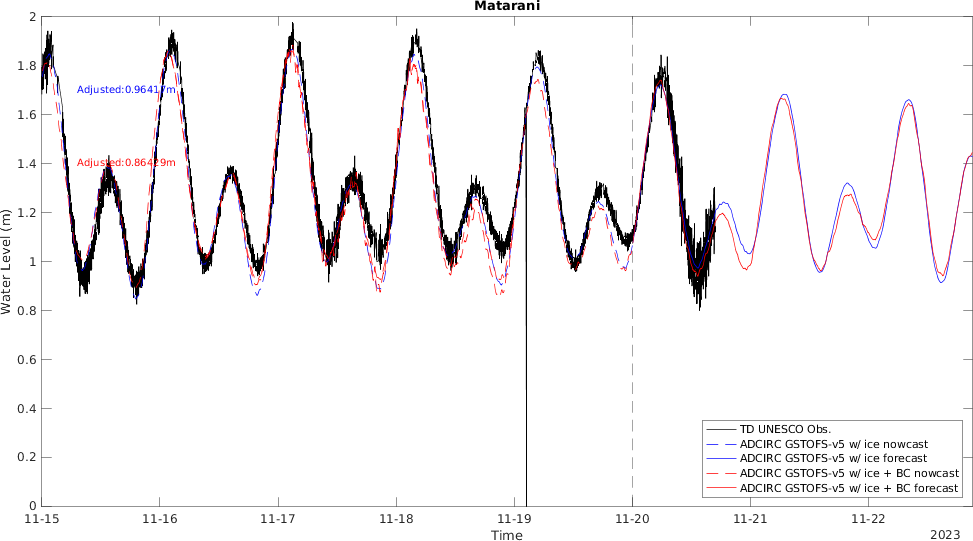 Matarani
2
1.8
1.6
1.4
1.2
1
0.8
0.6
0.4
0.2
0
Water Level (m)
Adjusted:0.96417m
Adjusted:0.86429m
TD UNESCO Obs.
ADCIRC GSTOFS-v5 w/ ice nowcast
ADCIRC GSTOFS-v5 w/ ice forecast
ADCIRC GSTOFS-v5 w/ ice + BC nowcast
ADCIRC GSTOFS-v5 w/ ice + BC forecast
11-15 11-16 11-17 11-18 11-19 11-20 11-21 11-22
Time
2023